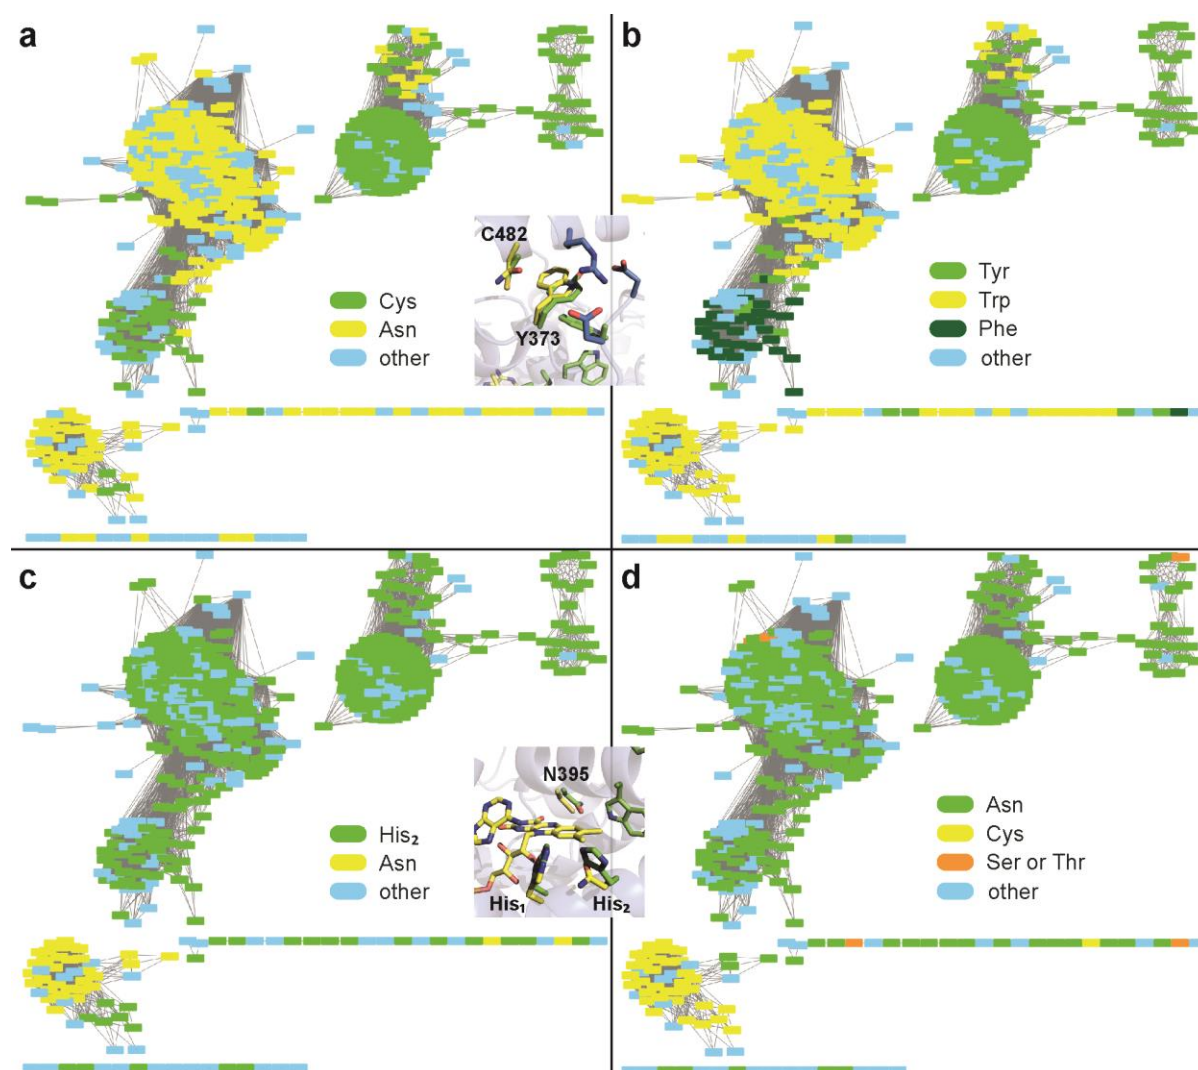 a
Cys
Asn
other
b
Tyr
Trp
Phe
other
C482
Y373
c
His₂
Asn
other
d
Asn
Cys
Ser or Thr
other
N395
His₁ His₂